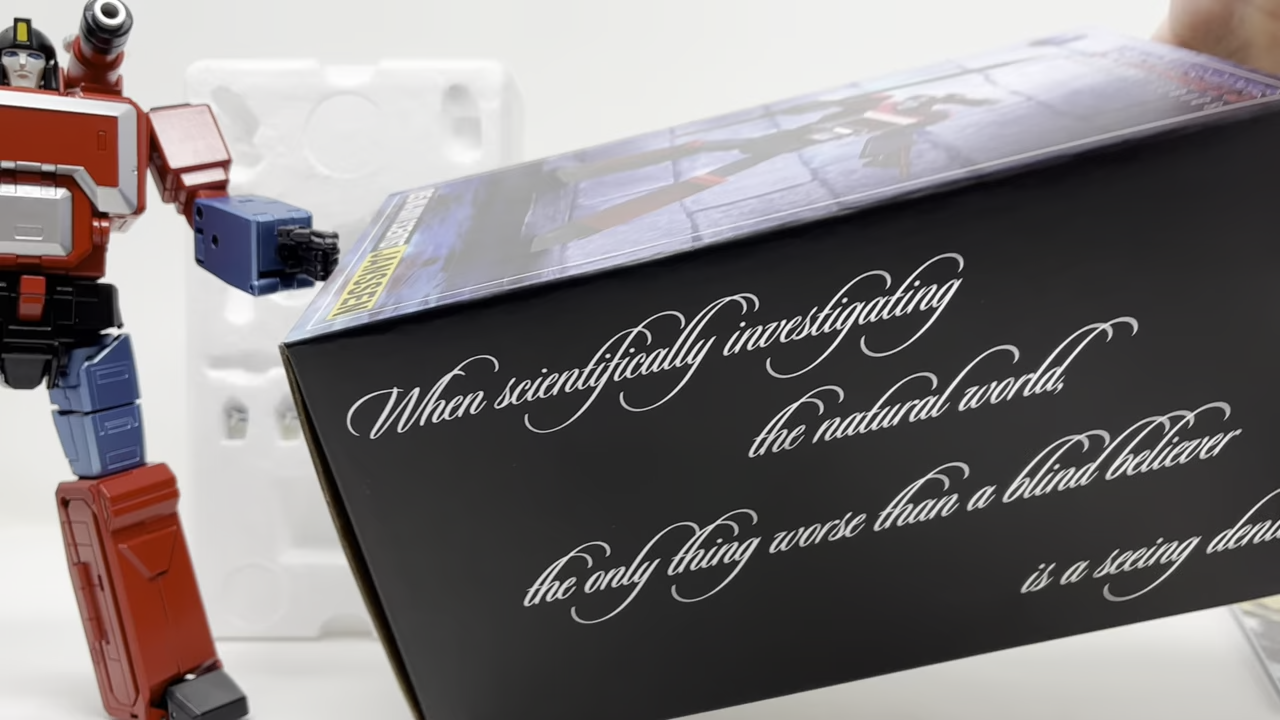 JANSSEN
When scientifically investigating
the natural world,
the only thing worse than a blind believer
is a seeing